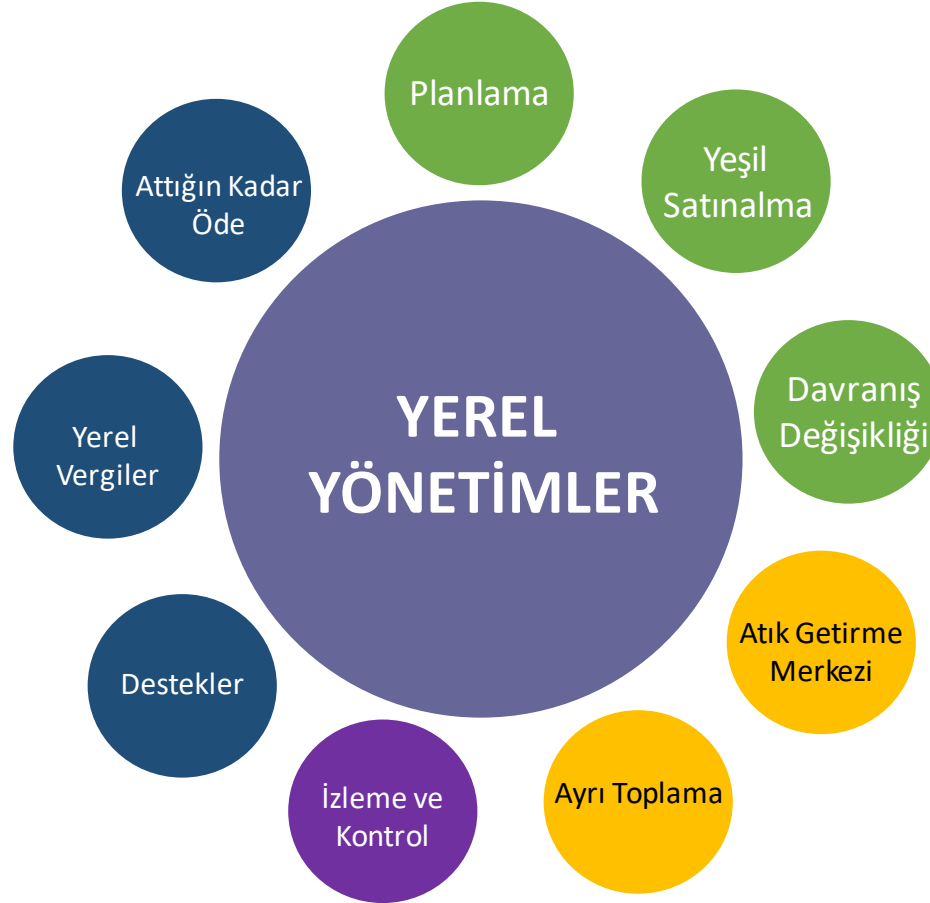 Planlama
Yeşil
Satınalma
Attığın Kadar
Öde
Davranış
Değişikliği
YEREL
YÖNETİMLER
Yerel
Vergiler
Atık Getirme
Merkezi
Destekler
Ayrı Toplama
İzleme ve
Kontrol